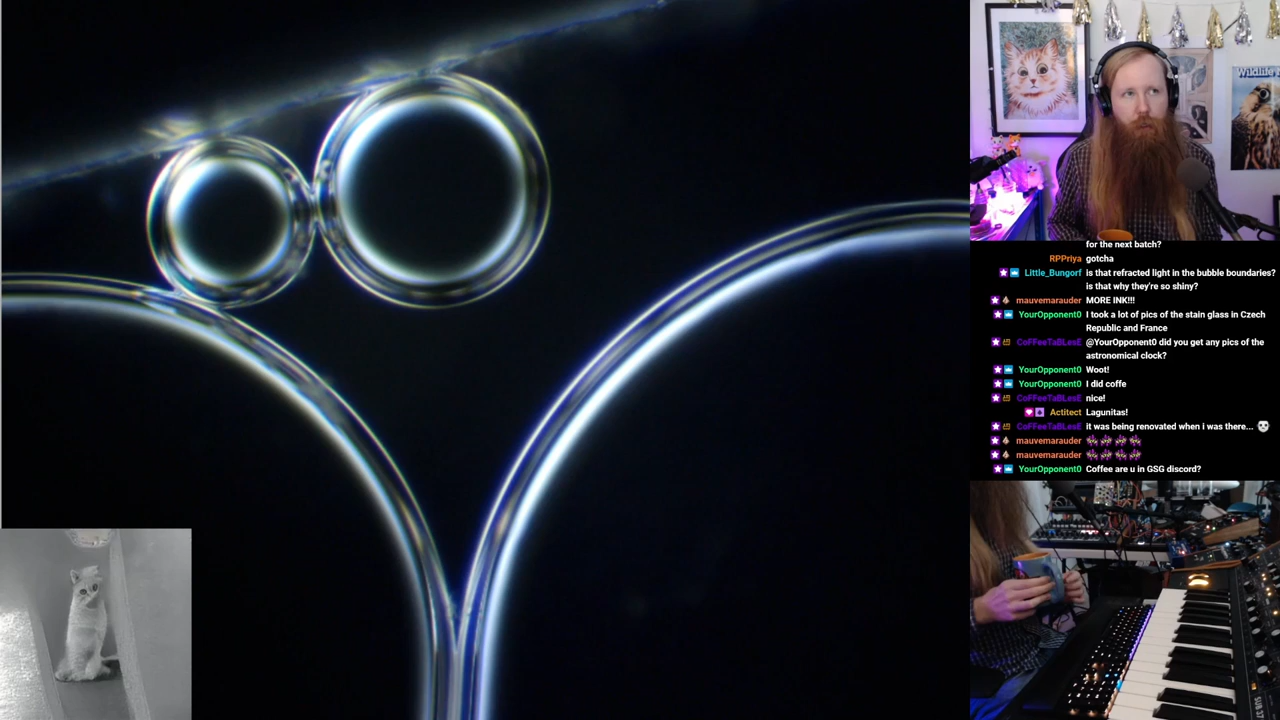 Wildlife
for the next batch?
RPPriya gotcha
Little_Bungorf is that refracted light in the bubble boundaries?
is that why they're so shiny?
mauvemarauder MORE INK!!!
YourOpponent0 I took a lot of pics of the stain glass in Czech
Republic and France
CoFFeeTaBLesE @YourOpponent0 did you get any pics of the
astronomical clock?
YourOpponent0 Woot!
YourOpponent0 I did coffe
CoFFeeTaBLesE nice!
Actitect Lagunitas!
CoFFeeTaBLesE it was being renovated when i was there...
mauvemarauder
mauvemarauder
YourOpponent0 Coffee are u in GSG discord?